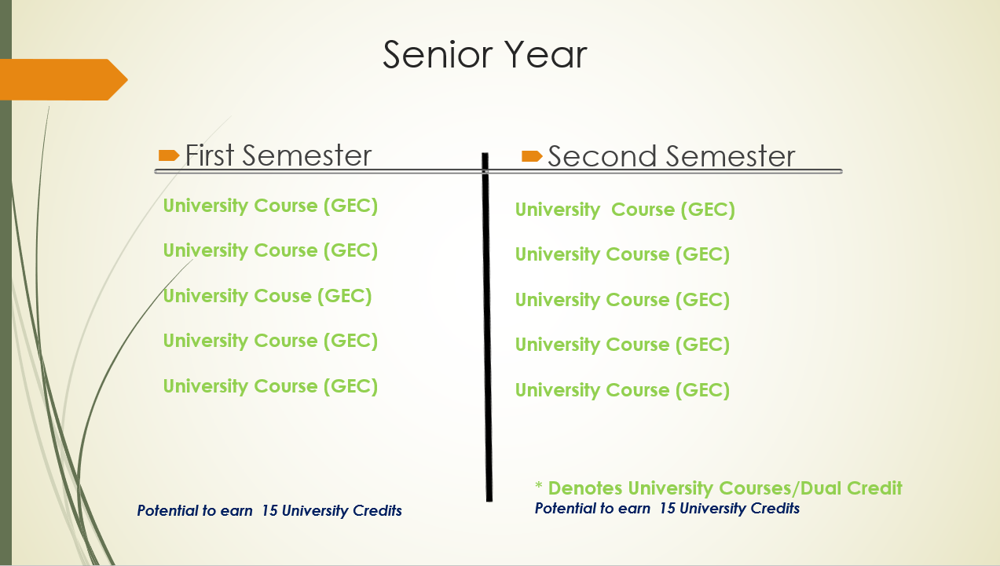 Senior Year
First Semester
University Course (GEC)
University Course (GEC)
University Couse (GEC)
University Course (GEC)
University Course (GEC)
Potential to earn  15 University Credits
Second Semester
University  Course (GEC)
University Course (GEC)
University Course (GEC)
University Course (GEC)
University Course (GEC)
* Denotes University Courses/Dual Credit
Potential to earn  15 University Credits